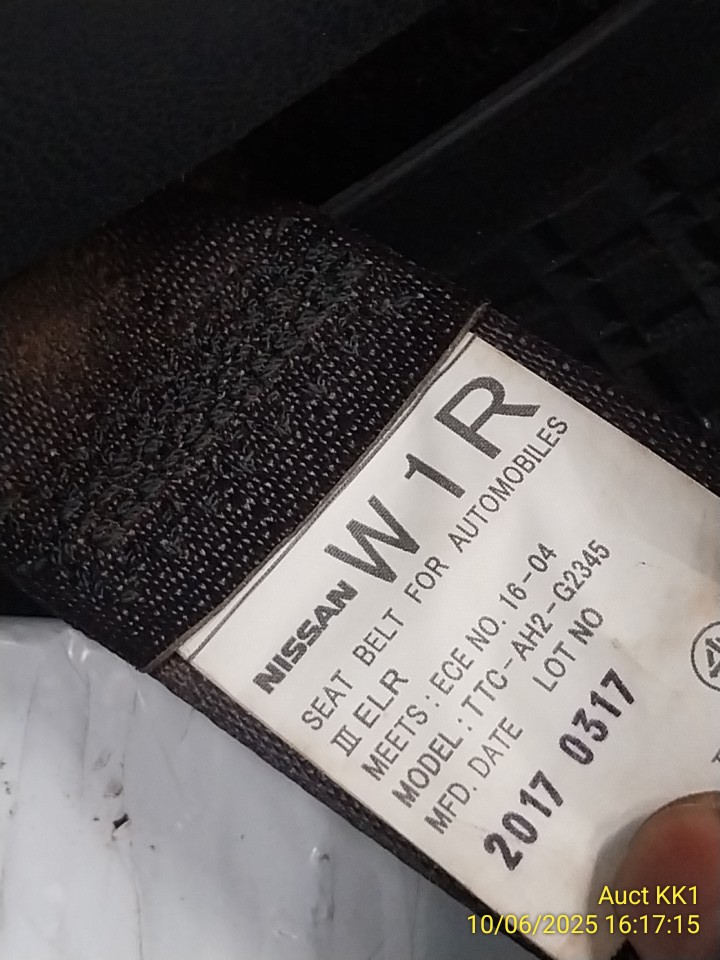 NISSAN W1R
SEAT BELT FOR AUTOMOBILES
III ELR
MEETS : ECE NO. 16-04
MODEL : TTC-AH2-G2345
MFD. DATE LOT NO
2017 0317
Auct KK1
10/06/2025 16:17:15